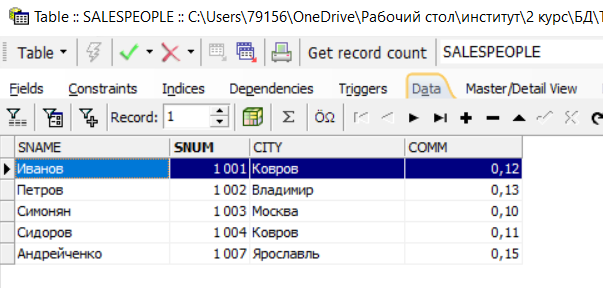 Table :: SALESPEOPLE :: C:\Users\79156\OneDrive\Рабочий стол\институт\2 курс\БД\
Table Get record count SALESPEOPLE
Fields Constraints Indices Dependencies Triggers Data Master/Detail View
Record: 1 Σ ÖΩ
SNAME SNUM CITY COMM
Иванов 1 001 Ковров 0,12
Петров 1 002 Владимир 0,13
Симонян 1 003 Москва 0,10
Сидоров 1 004 Ковров 0,11
Андрейченко 1 007 Ярославль 0,15